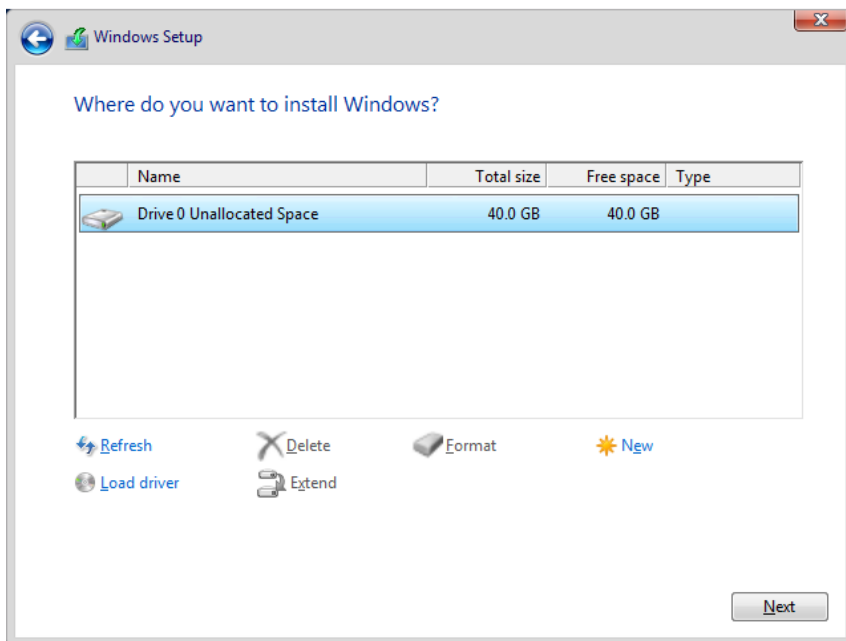 Windows Setup
Where do you want to install Windows?
Name Total size Free space Type
Drive 0 Unallocated Space 40.0 GB 40.0 GB
Refresh Delete Format New
Load driver Extend
Next